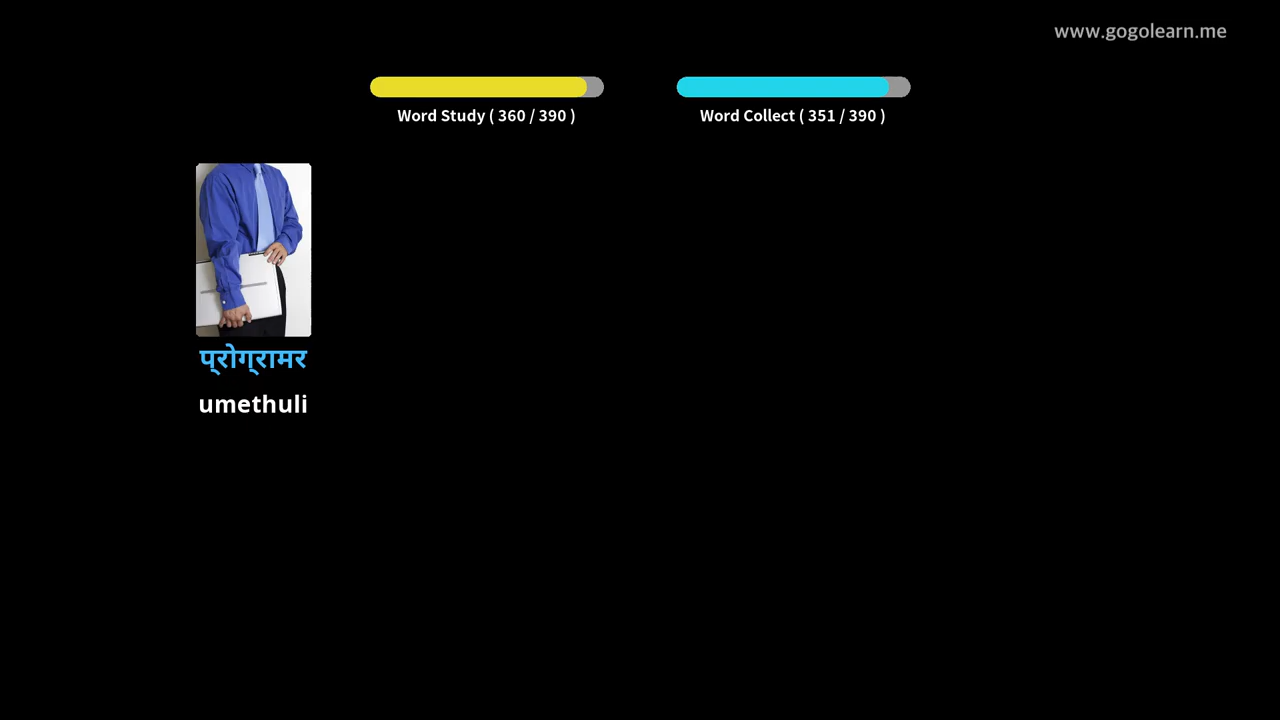 www.gogolearn.me
Word Study ( 360 / 390 )
Word Collect ( 351 / 390 )
प्रोग्रामर
umethuli